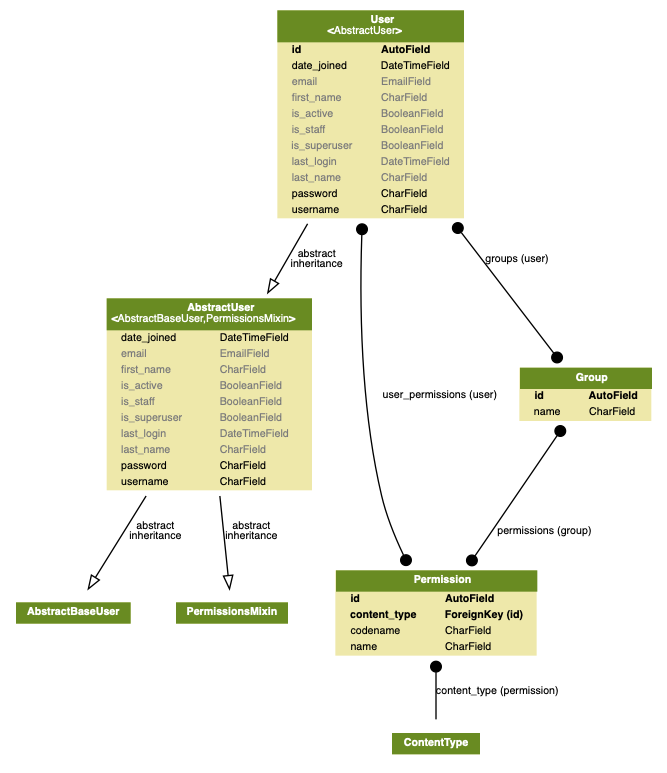 User
<AbstractUser>
id AutoField
date_joined DateTimeField
email EmailField
first_name CharField
is_active BooleanField
is_staff BooleanField
is_superuser BooleanField
last_login DateTimeField
last_name CharField
password CharField
username CharField
abstract
inheritance
groups (user)
AbstractUser
<AbstractBaseUser,PermissionsMixin>
date_joined DateTimeField
email EmailField
first_name CharField
is_active BooleanField
is_staff BooleanField
is_superuser BooleanField
last_login DateTimeField
last_name CharField
password CharField
username CharField
user_permissions (user)
Group
id AutoField
name CharField
abstract
inheritance
abstract
inheritance
permissions (group)
AbstractBaseUser
PermissionsMixin
Permission
id AutoField
content_type ForeignKey (id)
codename CharField
name CharField
content_type (permission)
ContentType